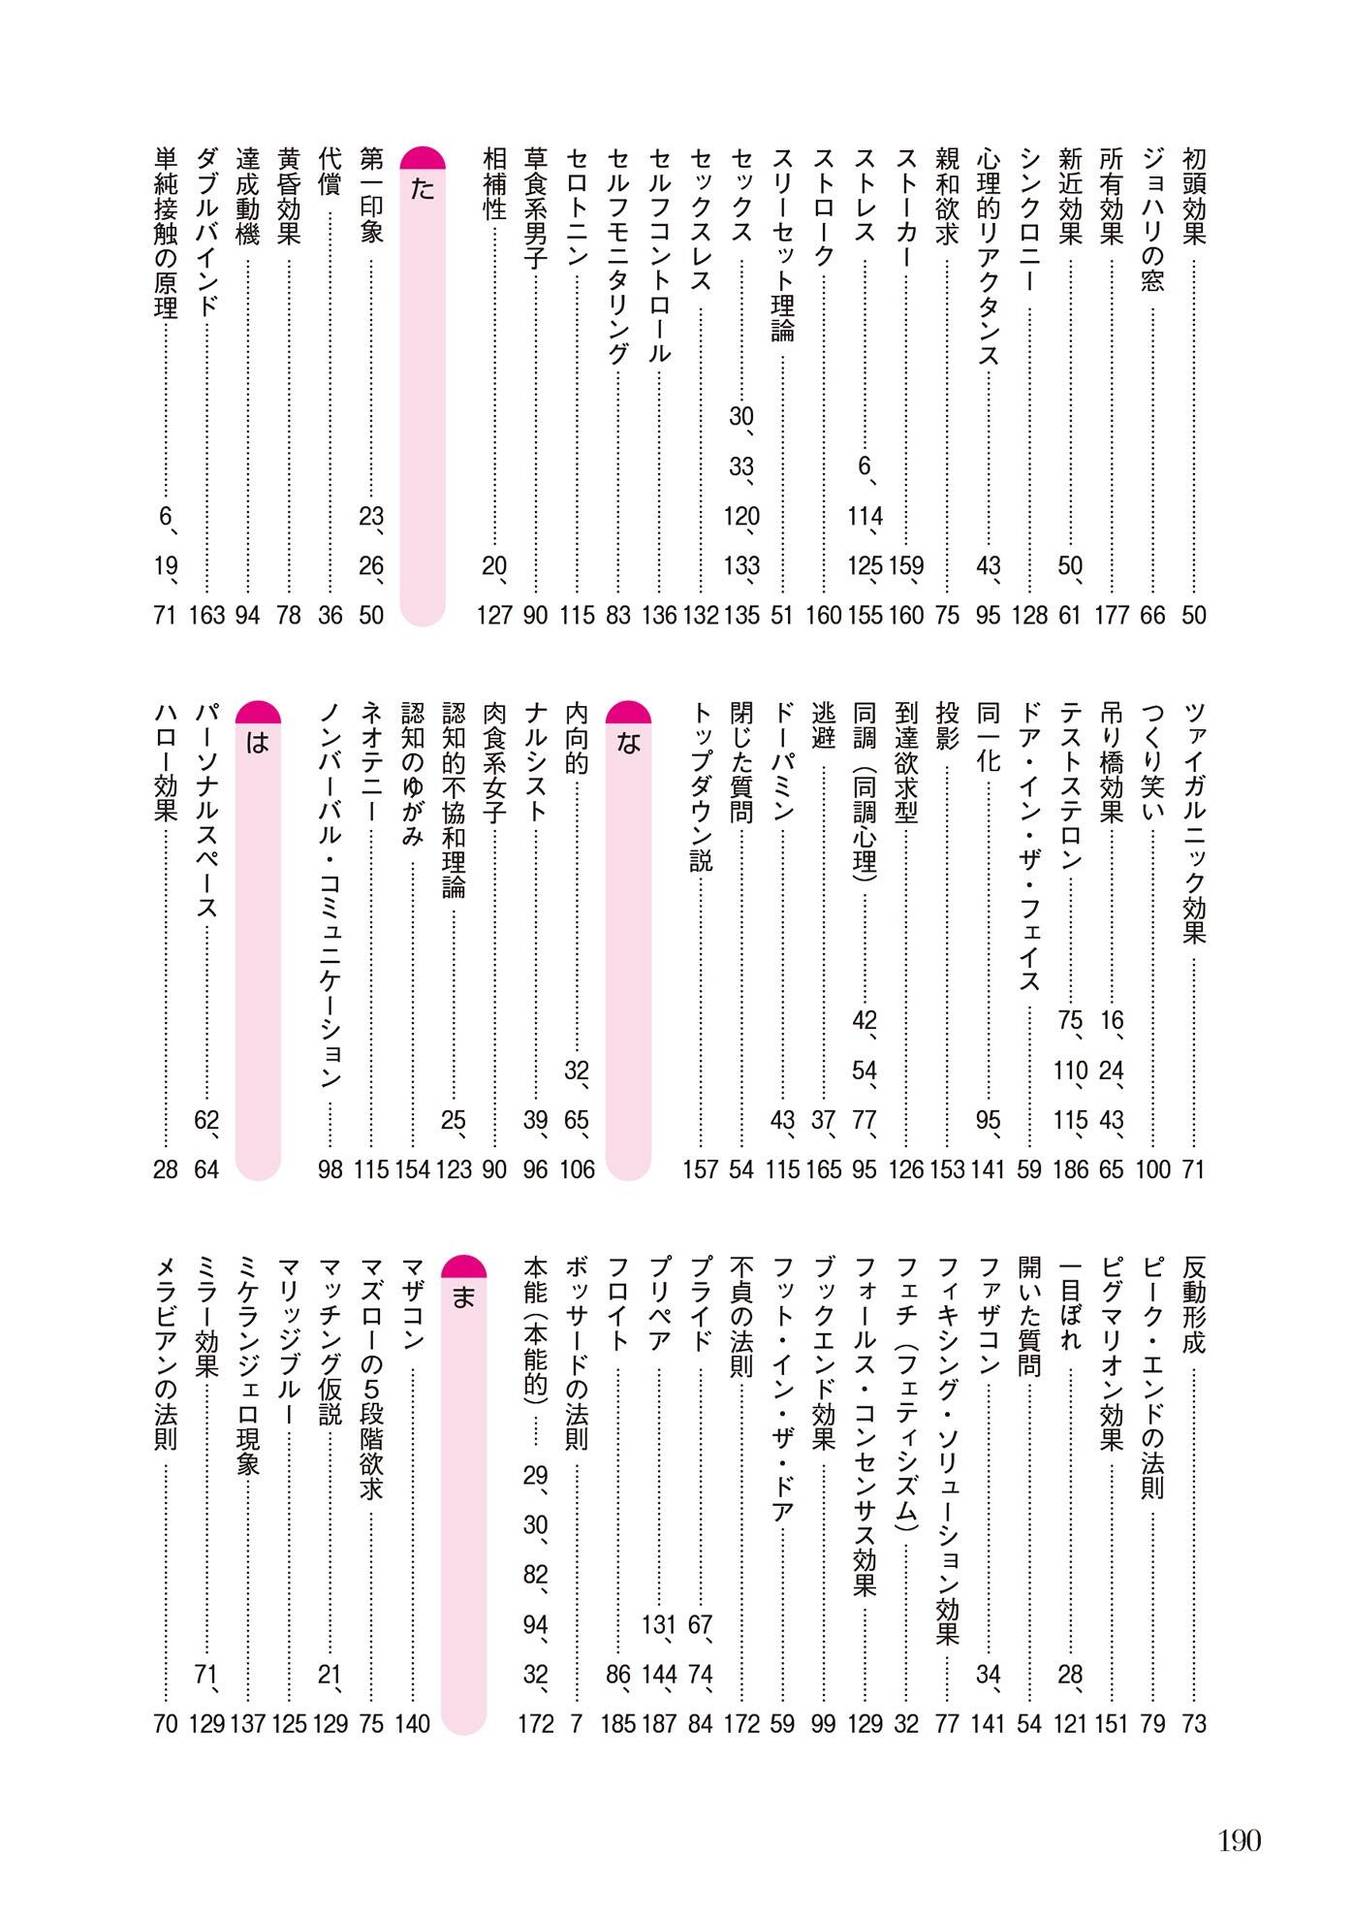 初頭効果 50
ジョハリの窓 66
所有効果 177
新近効果 50、61
シンクロニー 128
心理的リアクタンス 43、95
親和欲求 75
ストーカー 159、160
ストレス 6、114、125、155
ストローク 160
スリーセット理論 51
セックス 30、33、120、133、135
セックスレス 132
セルフコントロール 136
セルフモニタリング 83
セロトニン 115
草食系男子 90
相補性 20、127
た
第一印象 23、26、50
代償 36
黄昏効果 78
達成動機 94
ダブルバインド 163
単純接触の原理 6、19、71
ツァイガルニック効果 71
つくり笑い 100
吊り橋効果 16、24、43、65
テストステロン 75、110、115、186
ドア・イン・ザ・フェイス 59
同一化 95、141
投影 153
到達欲求型 126
同調（同調心理） 42、54、77、95
逃避 37、165
ドーパミン 43、115
閉じた質問 54
トップダウン説 157
な
内向的 32、65、106
ナルシスト 39、96
肉食系女子 90
認知的不協和理論 25、123
認知のゆがみ 154
ネオテニー 115
ノンバーバル・コミュニケーション 98
は
パーソナルスペース 62、64
ハロー効果 28
反動形成 73
ピーク・エンドの法則 79
ピグマリオン効果 151
一目ぼれ 28、121
開いた質問 54
ファザコン 34、141
フィキシング・ソリューション効果 77
フェチ（フェティシズム） 32
フォールス・コンセンサス効果 129
ブックエンド効果 99
フット・イン・ザ・ドア 59
不貞の法則 172
プライド 67、74、84
プリペア 131、144、187
フロイト 86、185
ボッサードの法則 7
本能（本能的） 29、30、82、94、32、172
ま
マザコン 140
マズローの5段階欲求 75
マッチング仮説 21、129
マリッジブルー 125
ミケランジェロ現象 137
ミラー効果 71、129
メラビアンの法則 70
190